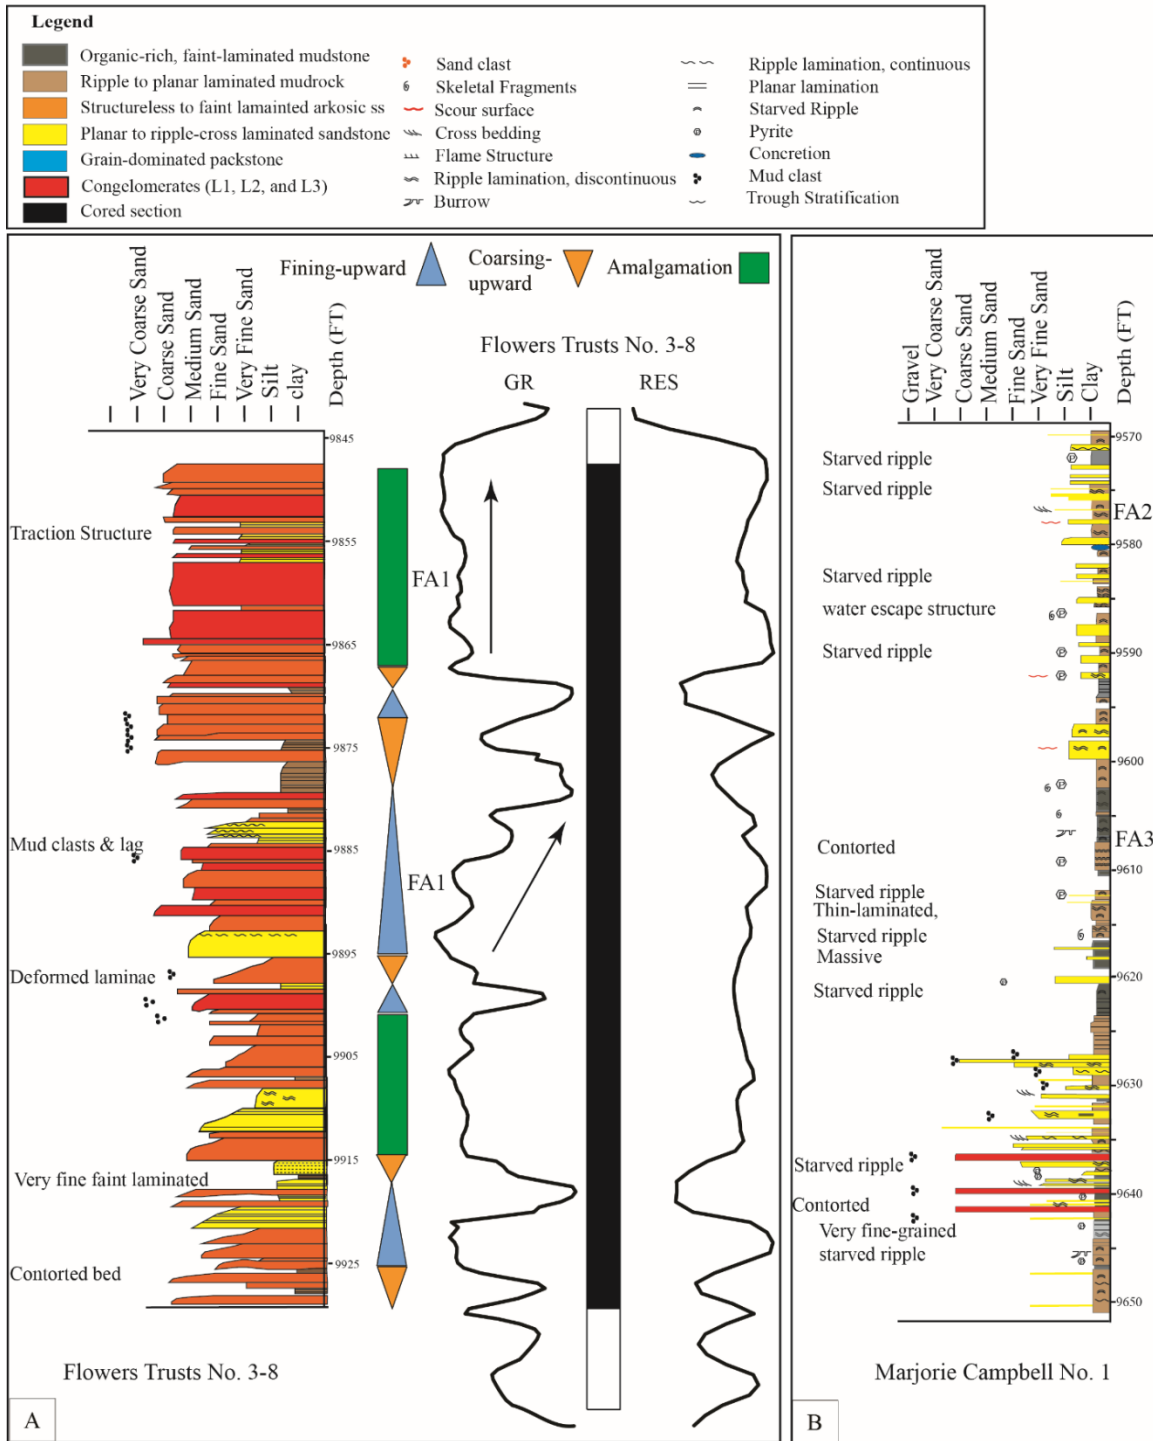 Legend
Organic-rich, faint-laminated mudstone
Ripple to planar laminated mudrock
Structureless to faint lamainted arkosic ss
Planar to ripple-cross laminated sandstone
Grain-dominated packstone
Congelomerates (L1, L2, and L3)
Cored section
Sand clast
Skeletal Fragments
Scour surface
Cross bedding
Flame Structure
Ripple lamination, discontinuous
Burrow
Ripple lamination, continuous
Planar lamination
Starved Ripple
Pyrite
Concretion
Mud clast
Trough Stratification
Fining-upward
Coarsing-upward
Amalgamation
Very Coarse Sand
Coarse Sand
Medium Sand
Fine Sand
Very Fine Sand
Silt
clay
Depth (FT)
Flowers Trusts No. 3-8
GR
RES
9845
9855
9865
9875
9885
9895
9905
9915
9925
Traction Structure
Mud clasts & lag
Deformed laminae
Very fine faint laminated
Contorted bed
FA1
FA1
Flowers Trusts No. 3-8
A
Gravel
Very Coarse Sand
Coarse Sand
Medium Sand
Fine Sand
Very Fine Sand
Silt
Clay
Depth (FT)
9570
9580
9590
9600
9610
9620
9630
9640
9650
FA2
FA3
Starved ripple
Starved ripple
Starved ripple
water escape structure
Starved ripple
Contorted
Starved ripple
Thin-laminated,
Starved ripple
Massive
Starved ripple
Starved ripple
Contorted
Very fine-grained
starved ripple
Marjorie Campbell No. 1
B